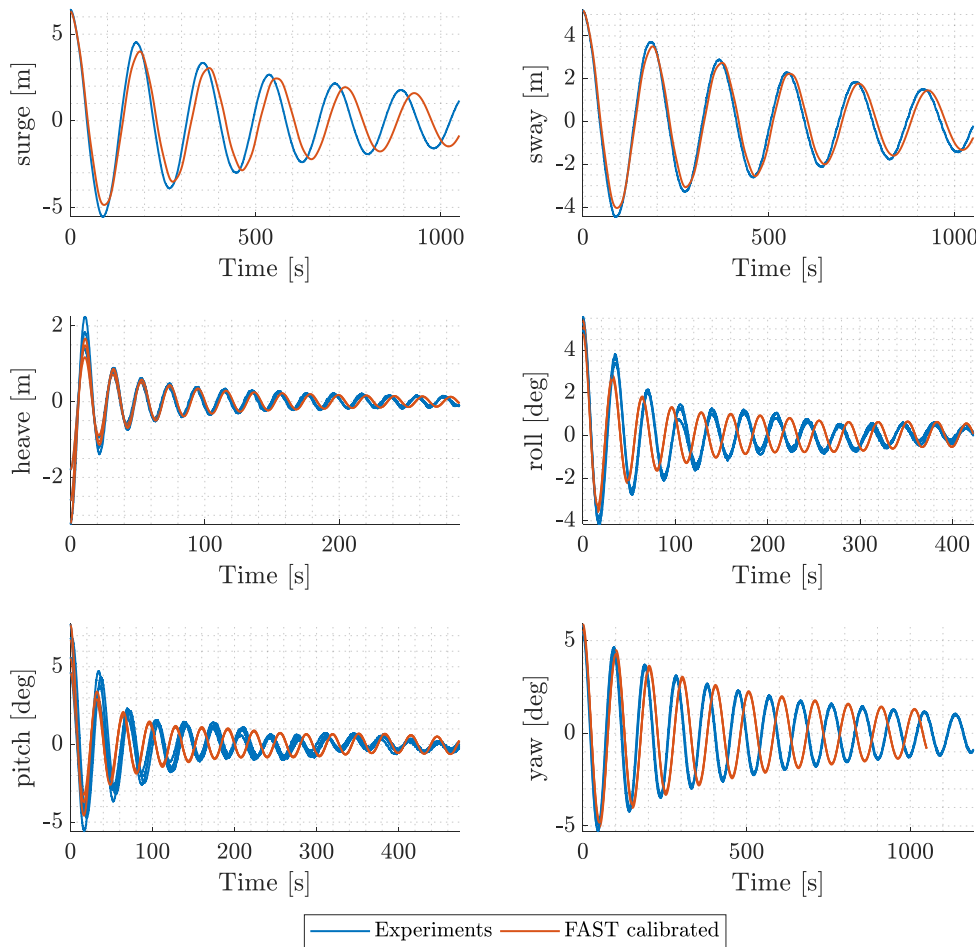 surge [m]
5
0
-5
0 500 1000
Time [s]
sway [m]
4
2
0
-2
-4
0 500 1000
Time [s]
heave [m]
2
0
-2
0 100 200
Time [s]
roll [deg]
4
2
0
-2
-4
0 100 200 300 400
Time [s]
pitch [deg]
5
0
-5
0 100 200 300 400
Time [s]
yaw [deg]
5
0
-5
0 500 1000
Time [s]
Experiments FAST calibrated